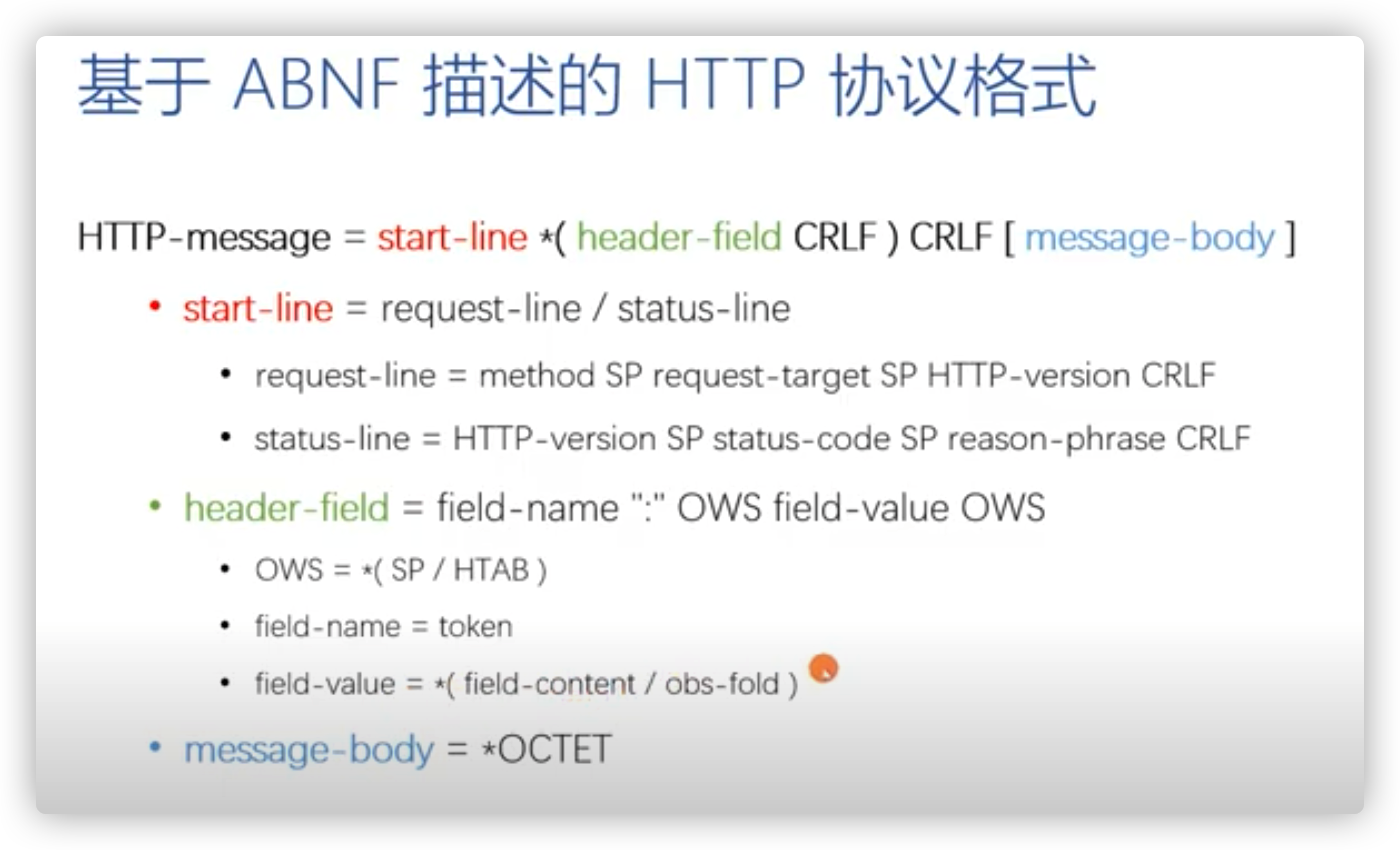 基于 ABNF 描述的 HTTP 协议格式
HTTP-message = start-line *( header-field CRLF ) CRLF [ message-body ]
• start-line = request-line / status-line
• request-line = method SP request-target SP HTTP-version CRLF
• status-line = HTTP-version SP status-code SP reason-phrase CRLF
• header-field = field-name ":" OWS field-value OWS
• OWS = *( SP / HTAB )
• field-name = token
• field-value = *( field-content / obs-fold )
• message-body = *OCTET